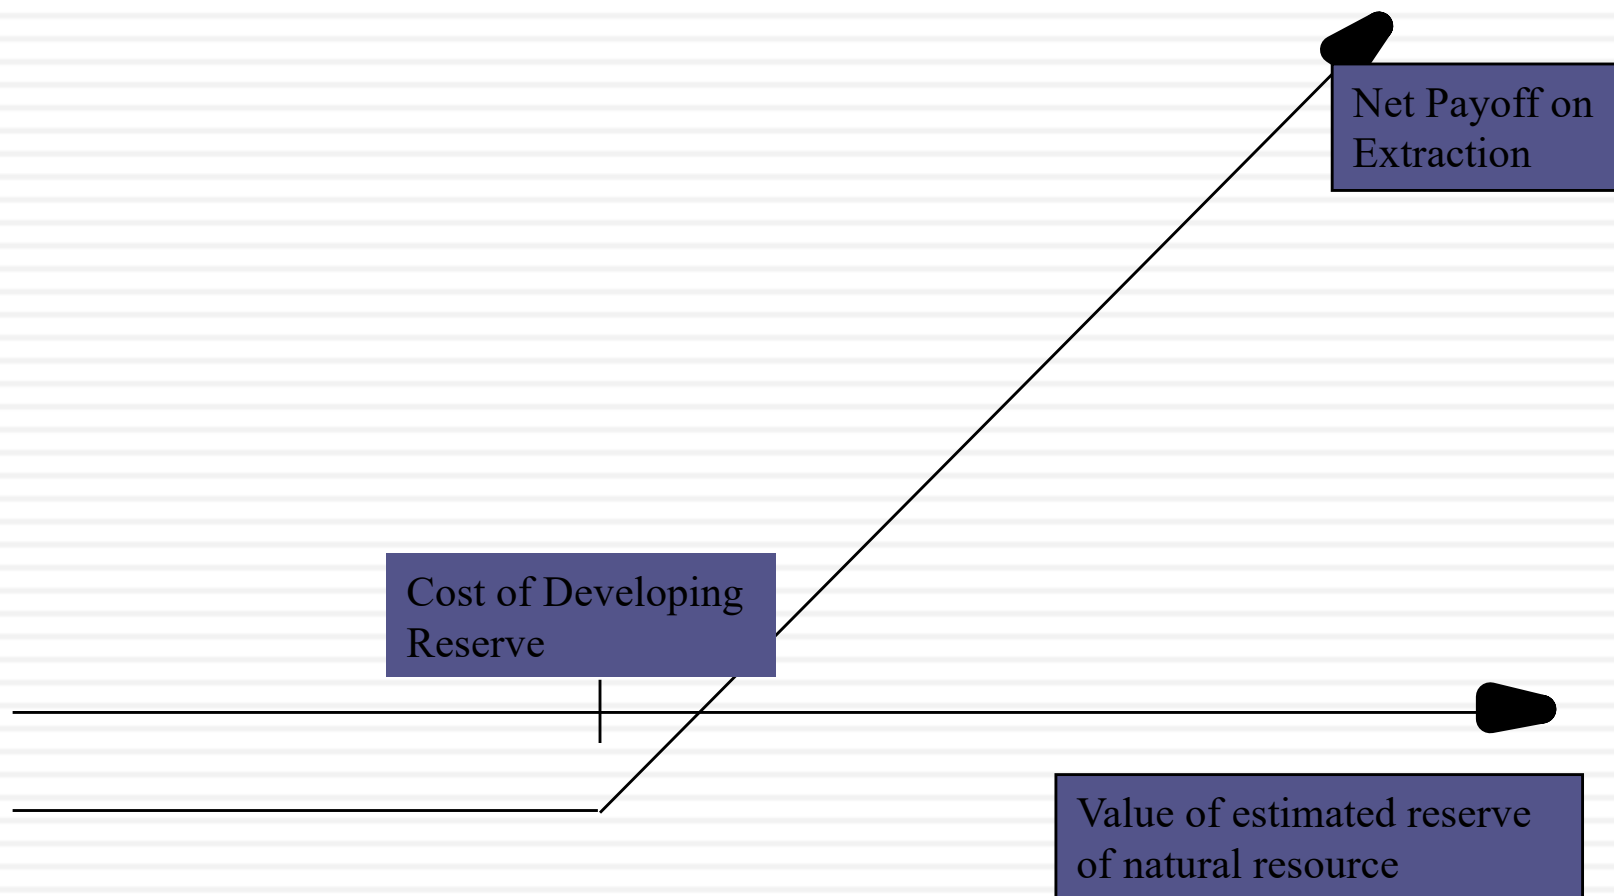 Net Payoff on
Extraction
Cost of Developing
Reserve
Value of estimated reserve
of natural resource